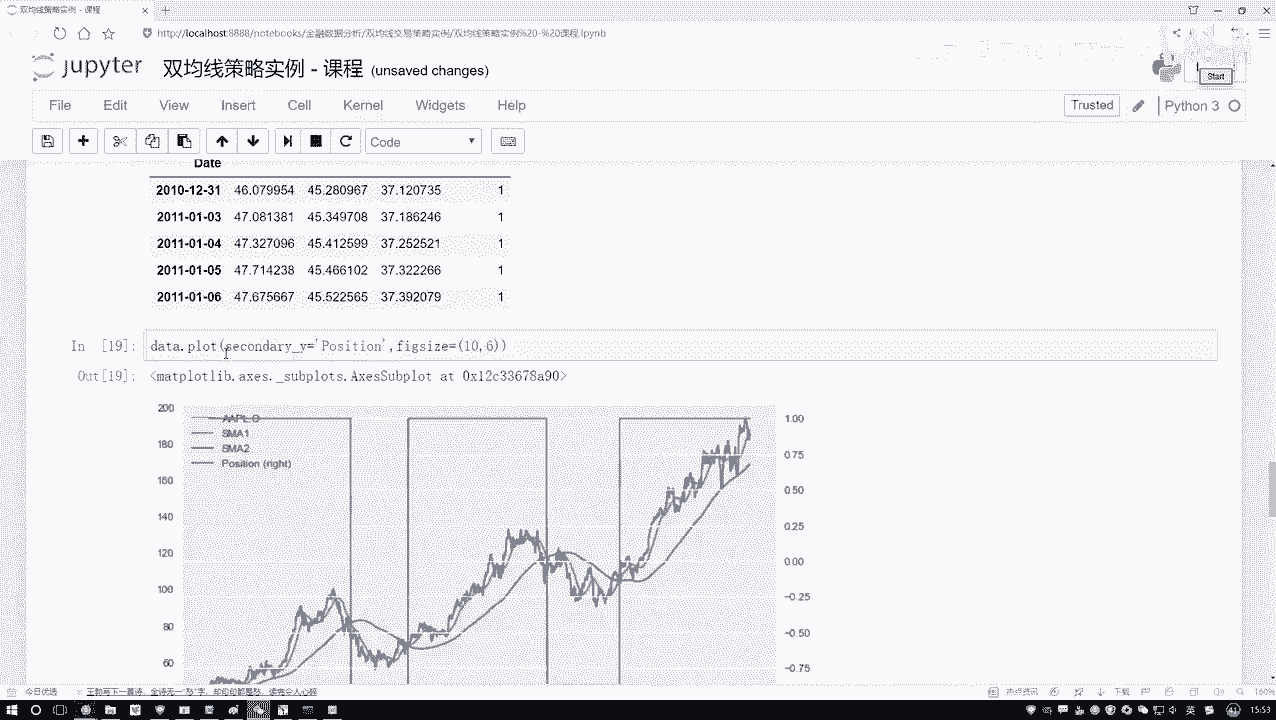 双均线策略实例 - 课程
http://localhost:8888/notebooks/金融数据分析/双均线交易策略实例/双均线策略实例%20-%20课程.ipynb
jupyter 双均线策略实例 - 课程 (unsaved changes)
Start
File Edit View Insert Cell Kernel Widgets Help
Trusted Python 3
Code
Date
2010-12-31 46.079954 45.280967 37.120735 1
2011-01-03 47.081381 45.349708 37.186246 1
2011-01-04 47.327096 45.412599 37.252521 1
2011-01-05 47.714238 45.466102 37.322266 1
2011-01-06 47.675667 45.522565 37.392079 1
In [19]: data.plot(secondary_y='Position',figsize=(10,6))
Out[19]: <matplotlib.axes._subplots.AxesSubplot at 0x12c33678a90>
200
180
160
140
120
100
80
60
AAPL.O
SMA1
SMA2
Position (right)
1.00
0.75
0.50
0.25
0.00
−0.25
−0.50
−0.75
今日优选
热点资讯
下载
160%
15:53